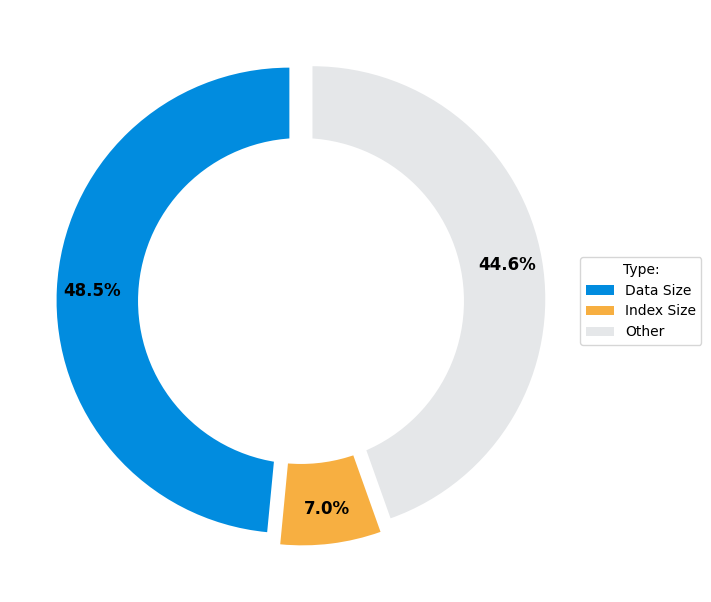 44.6%
Type:
Data Size
48.5%
Index Size
Other
7.0%